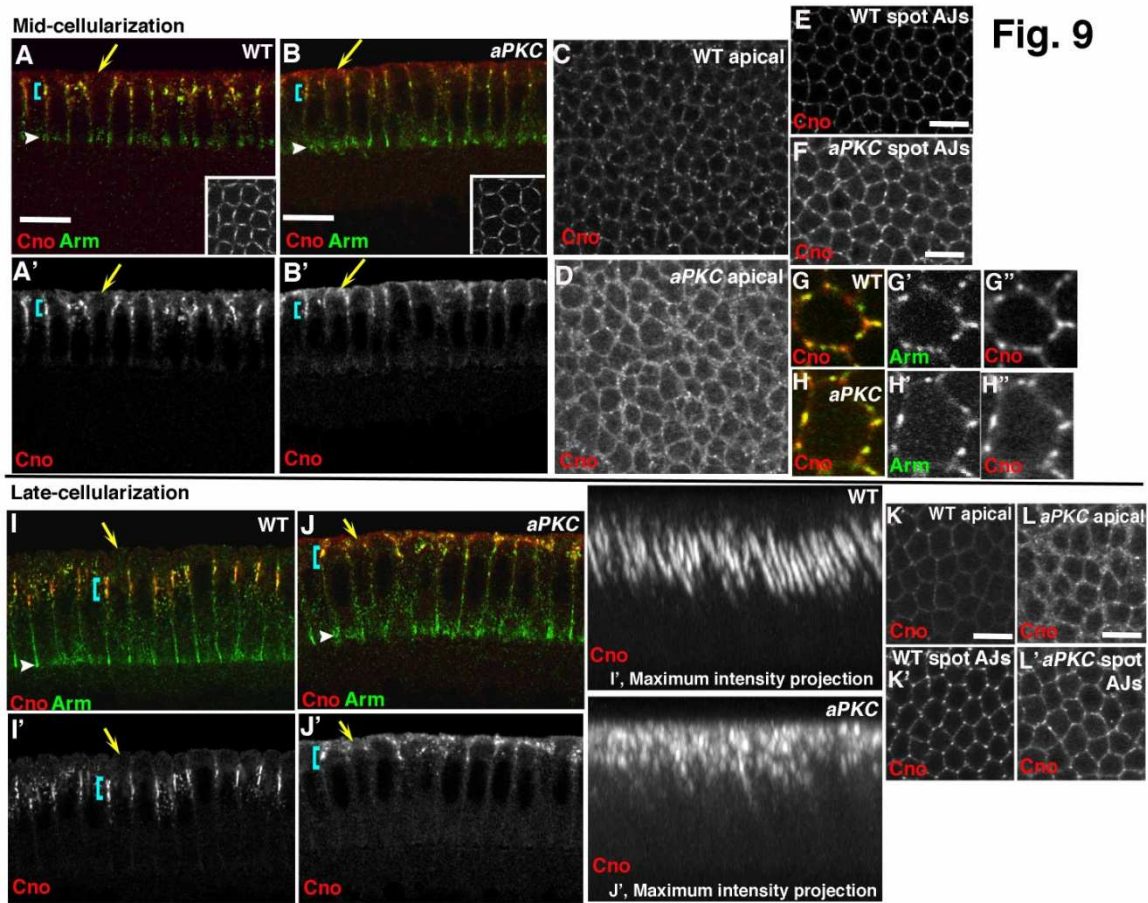 Fig. 9
Mid-cellularization
A WT
Cno Arm
B aPKC
Cno Arm
C WT apical
Cno
E WT spot AJs
Cno
F aPKC spot AJs
Cno
A'
Cno
B'
D aPKC apical
Cno
G WT
Cno
G'
Arm
G"
Cno
H aPKC
Cno
H'
Arm
H"
Cno
Late-cellularization
I WT
Cno Arm
J aPKC
Cno Arm
WT
Cno
I', Maximum intensity projection
K WT apical
Cno
L aPKC apical
Cno
I'
Cno
J'
aPKC
Cno
J', Maximum intensity projection
WT spot AJs
K'
Cno
L' aPKC spot
AJs
Cno